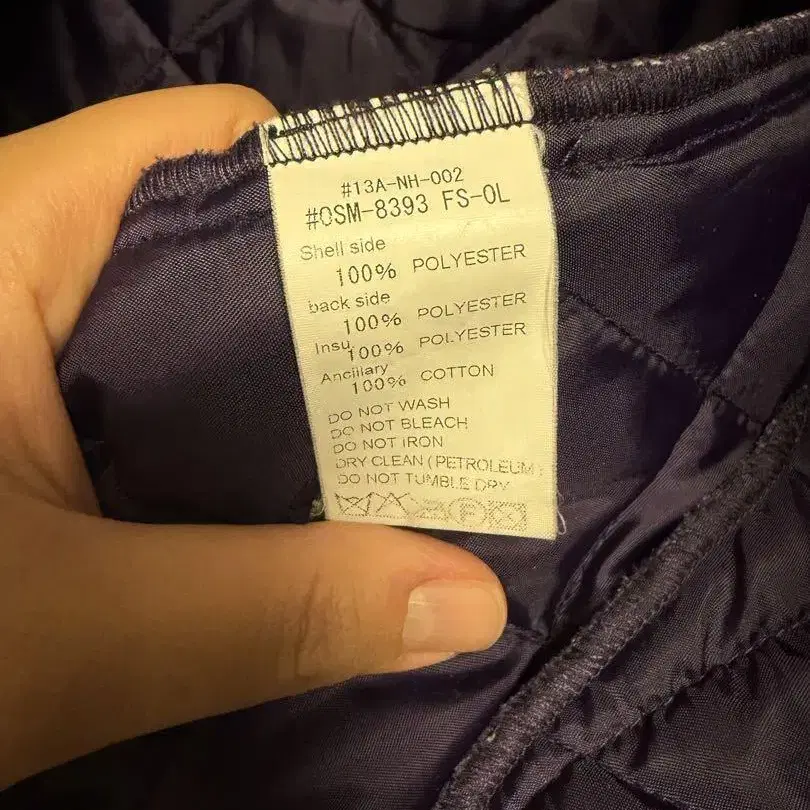 #13A-NH-002
#OSM-8393 FS-OL
Shell side
100% POLYESTER
back side
100% POLYESTER
Insu.
100% POLYESTER
Ancillary
100% COTTON
DO NOT WASH
DO NOT BLEACH
DO NOT IRON
DRY CLEAN (PETROLEUM)
DO NOT TUMBLE DRY